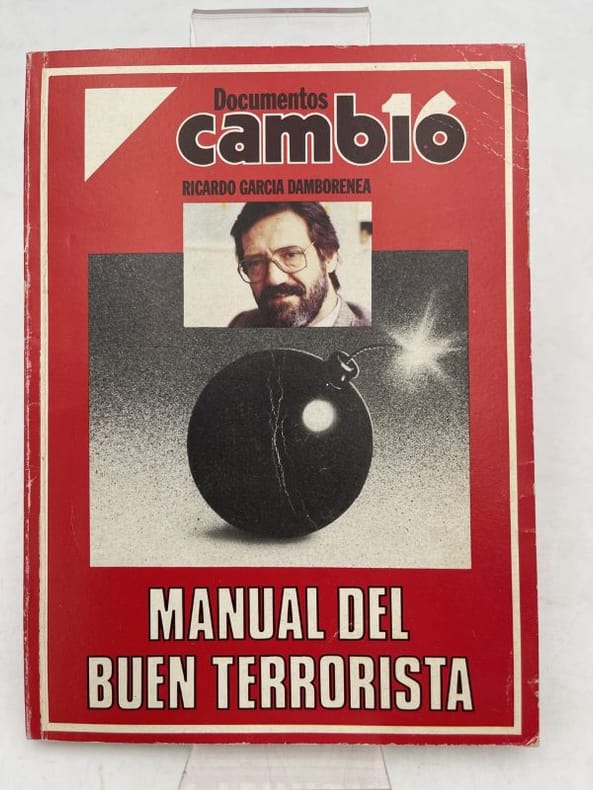 Documentos
cambio16
RICARDO GARCIA DAMBORENEA
MANUAL DEL
BUEN TERRORISTA